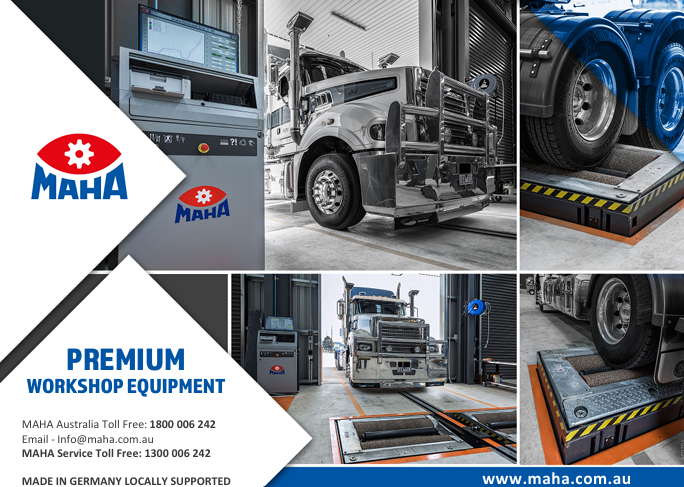 MAHA
MAHA
PREMIUM
WORKSHOP EQUIPMENT
MAHA Australia Toll Free: 1800 006 242
Email - Info@maha.com.au
MAHA Service Toll Free: 1300 006 242
MADE IN GERMANY LOCALLY SUPPORTED
www.maha.com.au